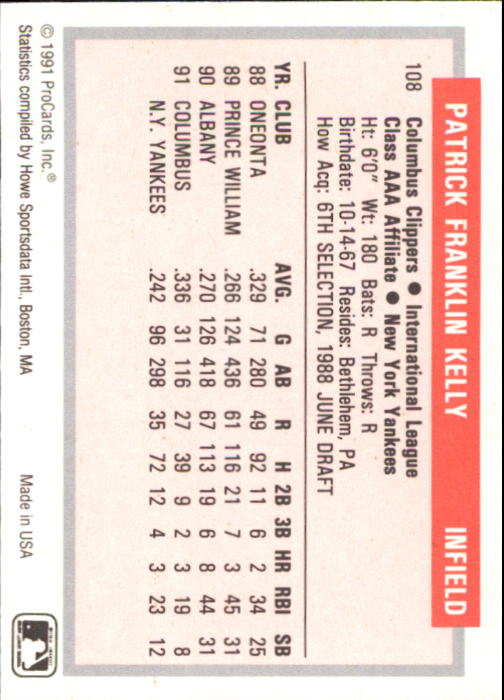 PATRICK FRANKLIN KELLY INFIELD
108 Columbus Clippers ● International League
Class AAA Affiliate ● New York Yankees
Ht: 6'0" Wt: 180 Bats: R Throws: R
Birthdate: 10-14-67 Resides: Bethlehem, PA
How Acq: 6TH SELECTION, 1988 JUNE DRAFT
YR. CLUB AVG. G AB R H 2B 3B HR RBI SB
88 ONEONTA .329 71 280 49 92 11 6 2 34 25
89 PRINCE WILLIAM .266 124 436 61 116 21 7 3 45 31
90 ALBANY .270 126 418 67 113 19 6 8 44 31
91 COLUMBUS .336 31 116 27 39 9 2 3 19 8
N.Y. YANKEES .242 96 298 35 72 12 4 3 23 12
© 1991 ProCards, Inc.®
Statistics compiled by Howe Sportsdata Intl., Boston, MA Made in USA